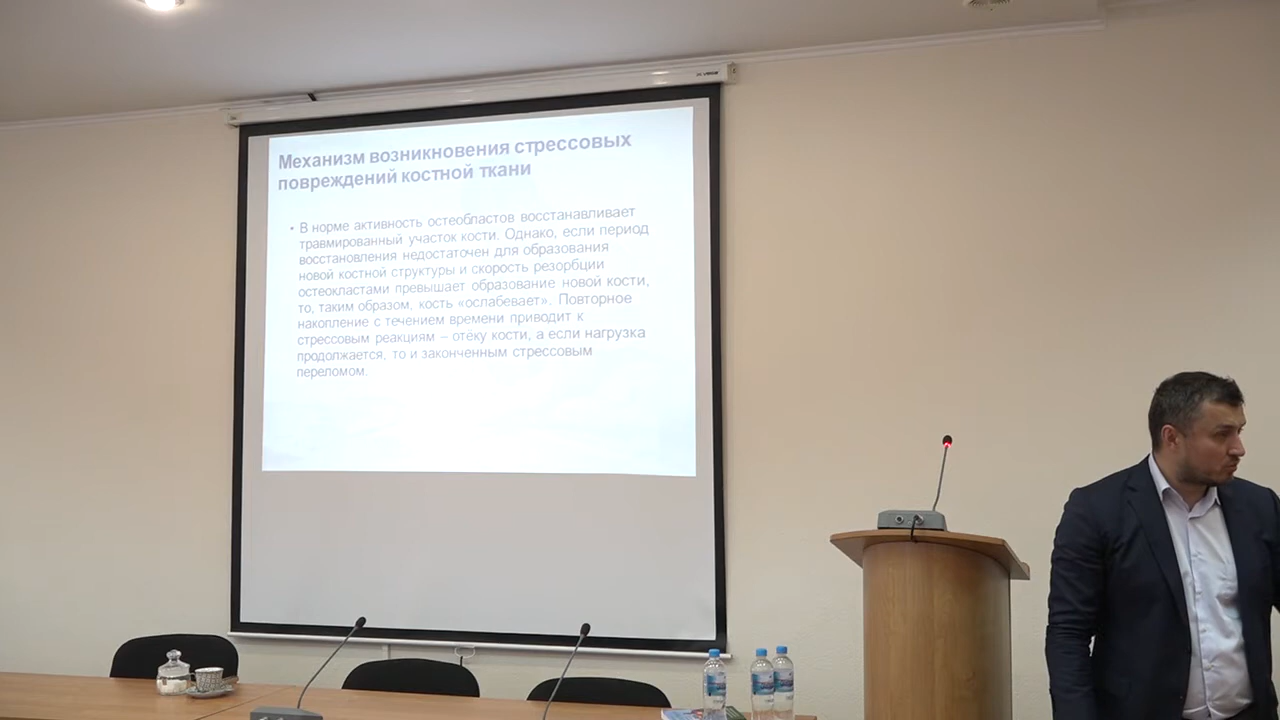 Механизм возникновения стрессовых
повреждений костной ткани
• В норме активность остеобластов восстанавливает
травмированный участок кости. Однако, если период
восстановления недостаточен для образования
новой костной структуры и скорость резорбции
остеокластами превышает образование новой кости,
то, таким образом, кость «ослабевает». Повторное
накопление с течением времени приводит к
стрессовым реакциям – отеку кости, а если нагрузка
продолжается, то и законченным стрессовым
переломом.